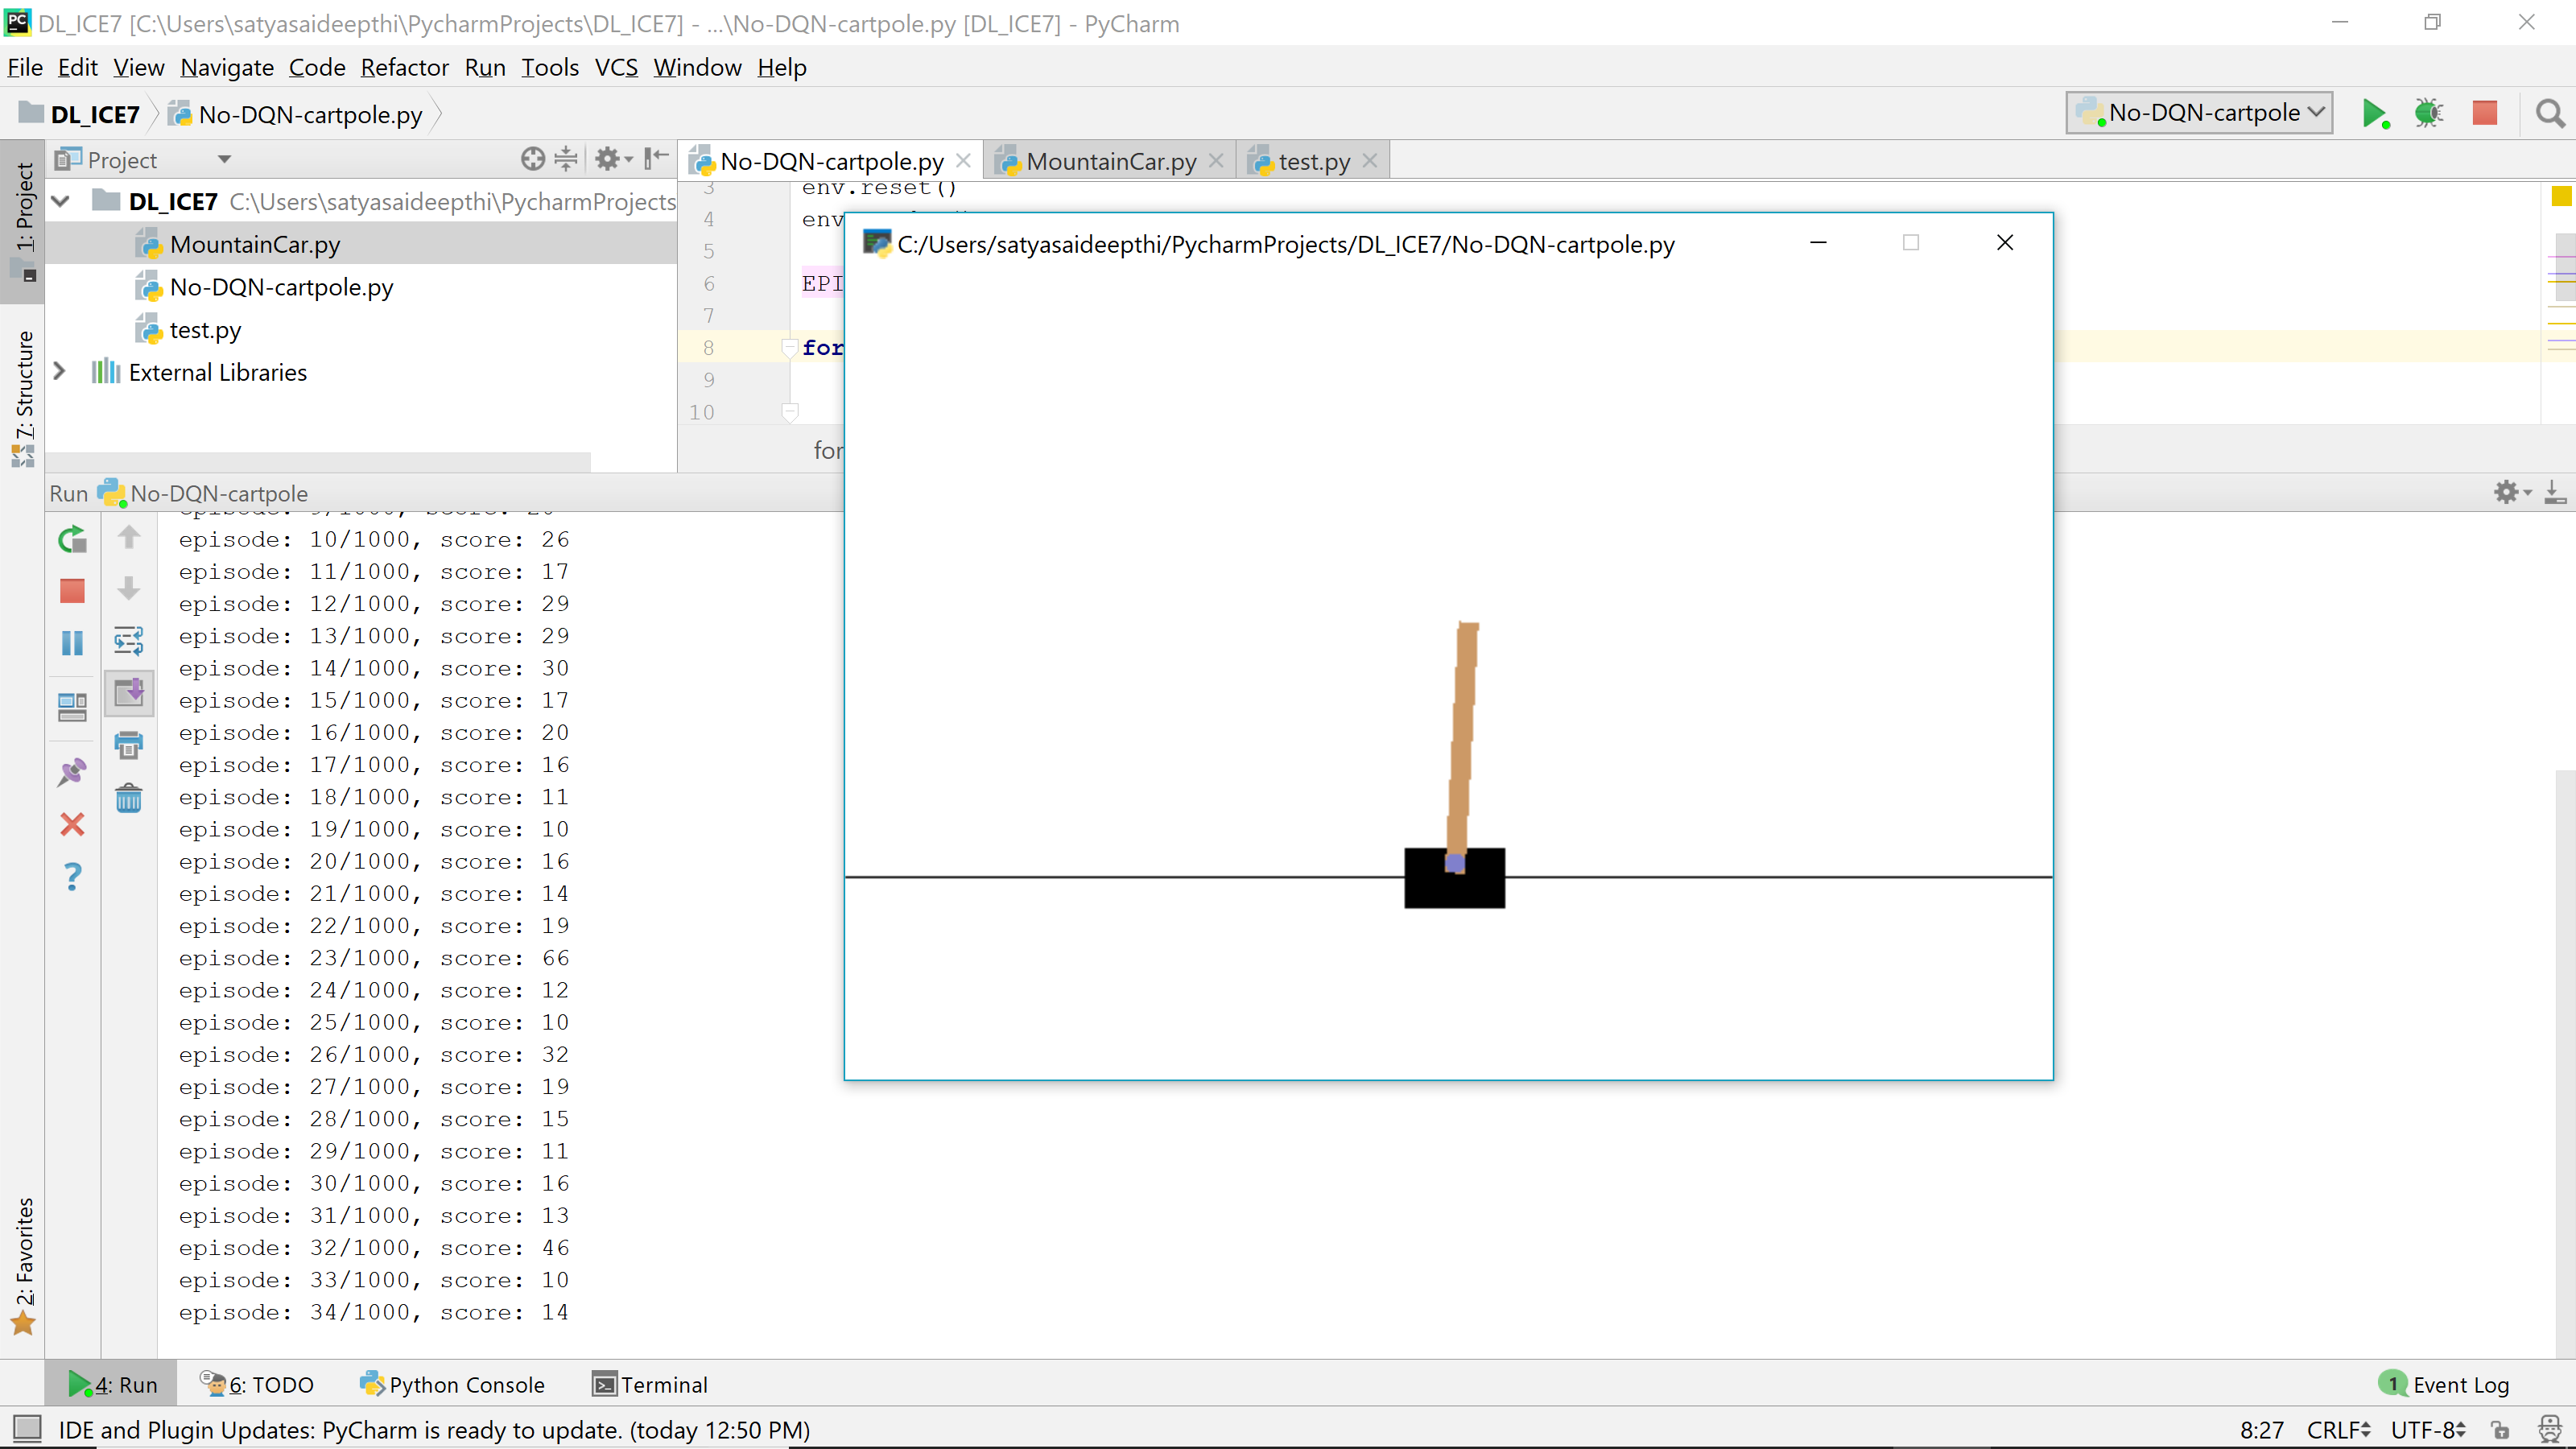 DL_ICE7 [C:\Users\satyasaideepthi\PycharmProjects\DL_ICE7] - ...\No-DQN-cartpole.py [DL_ICE7] - PyCharm
File Edit View Navigate Code Refactor Run Tools VCS Window Help
DL_ICE7 No-DQN-cartpole.py No-DQN-cartpole
1: Project
7: Structure
2: Favorites
Project
DL_ICE7 C:\Users\satyasaideepthi\PycharmProjects
MountainCar.py
No-DQN-cartpole.py
test.py
External Libraries
No-DQN-cartpole.py MountainCar.py test.py
3 env.reset()
4 env
5
6 EPI
7
8 for
9
10
for
C:/Users/satyasaideepthi/PycharmProjects/DL_ICE7/No-DQN-cartpole.py
Run No-DQN-cartpole
episode: 10/1000, score: 26
episode: 11/1000, score: 17
episode: 12/1000, score: 29
episode: 13/1000, score: 29
episode: 14/1000, score: 30
episode: 15/1000, score: 17
episode: 16/1000, score: 20
episode: 17/1000, score: 16
episode: 18/1000, score: 11
episode: 19/1000, score: 10
episode: 20/1000, score: 16
episode: 21/1000, score: 14
episode: 22/1000, score: 19
episode: 23/1000, score: 66
episode: 24/1000, score: 12
episode: 25/1000, score: 10
episode: 26/1000, score: 32
episode: 27/1000, score: 19
episode: 28/1000, score: 15
episode: 29/1000, score: 11
episode: 30/1000, score: 16
episode: 31/1000, score: 13
episode: 32/1000, score: 46
episode: 33/1000, score: 10
episode: 34/1000, score: 14
4: Run 6: TODO Python Console Terminal 1 Event Log
IDE and Plugin Updates: PyCharm is ready to update. (today 12:50 PM) 8:27 CRLF UTF-8